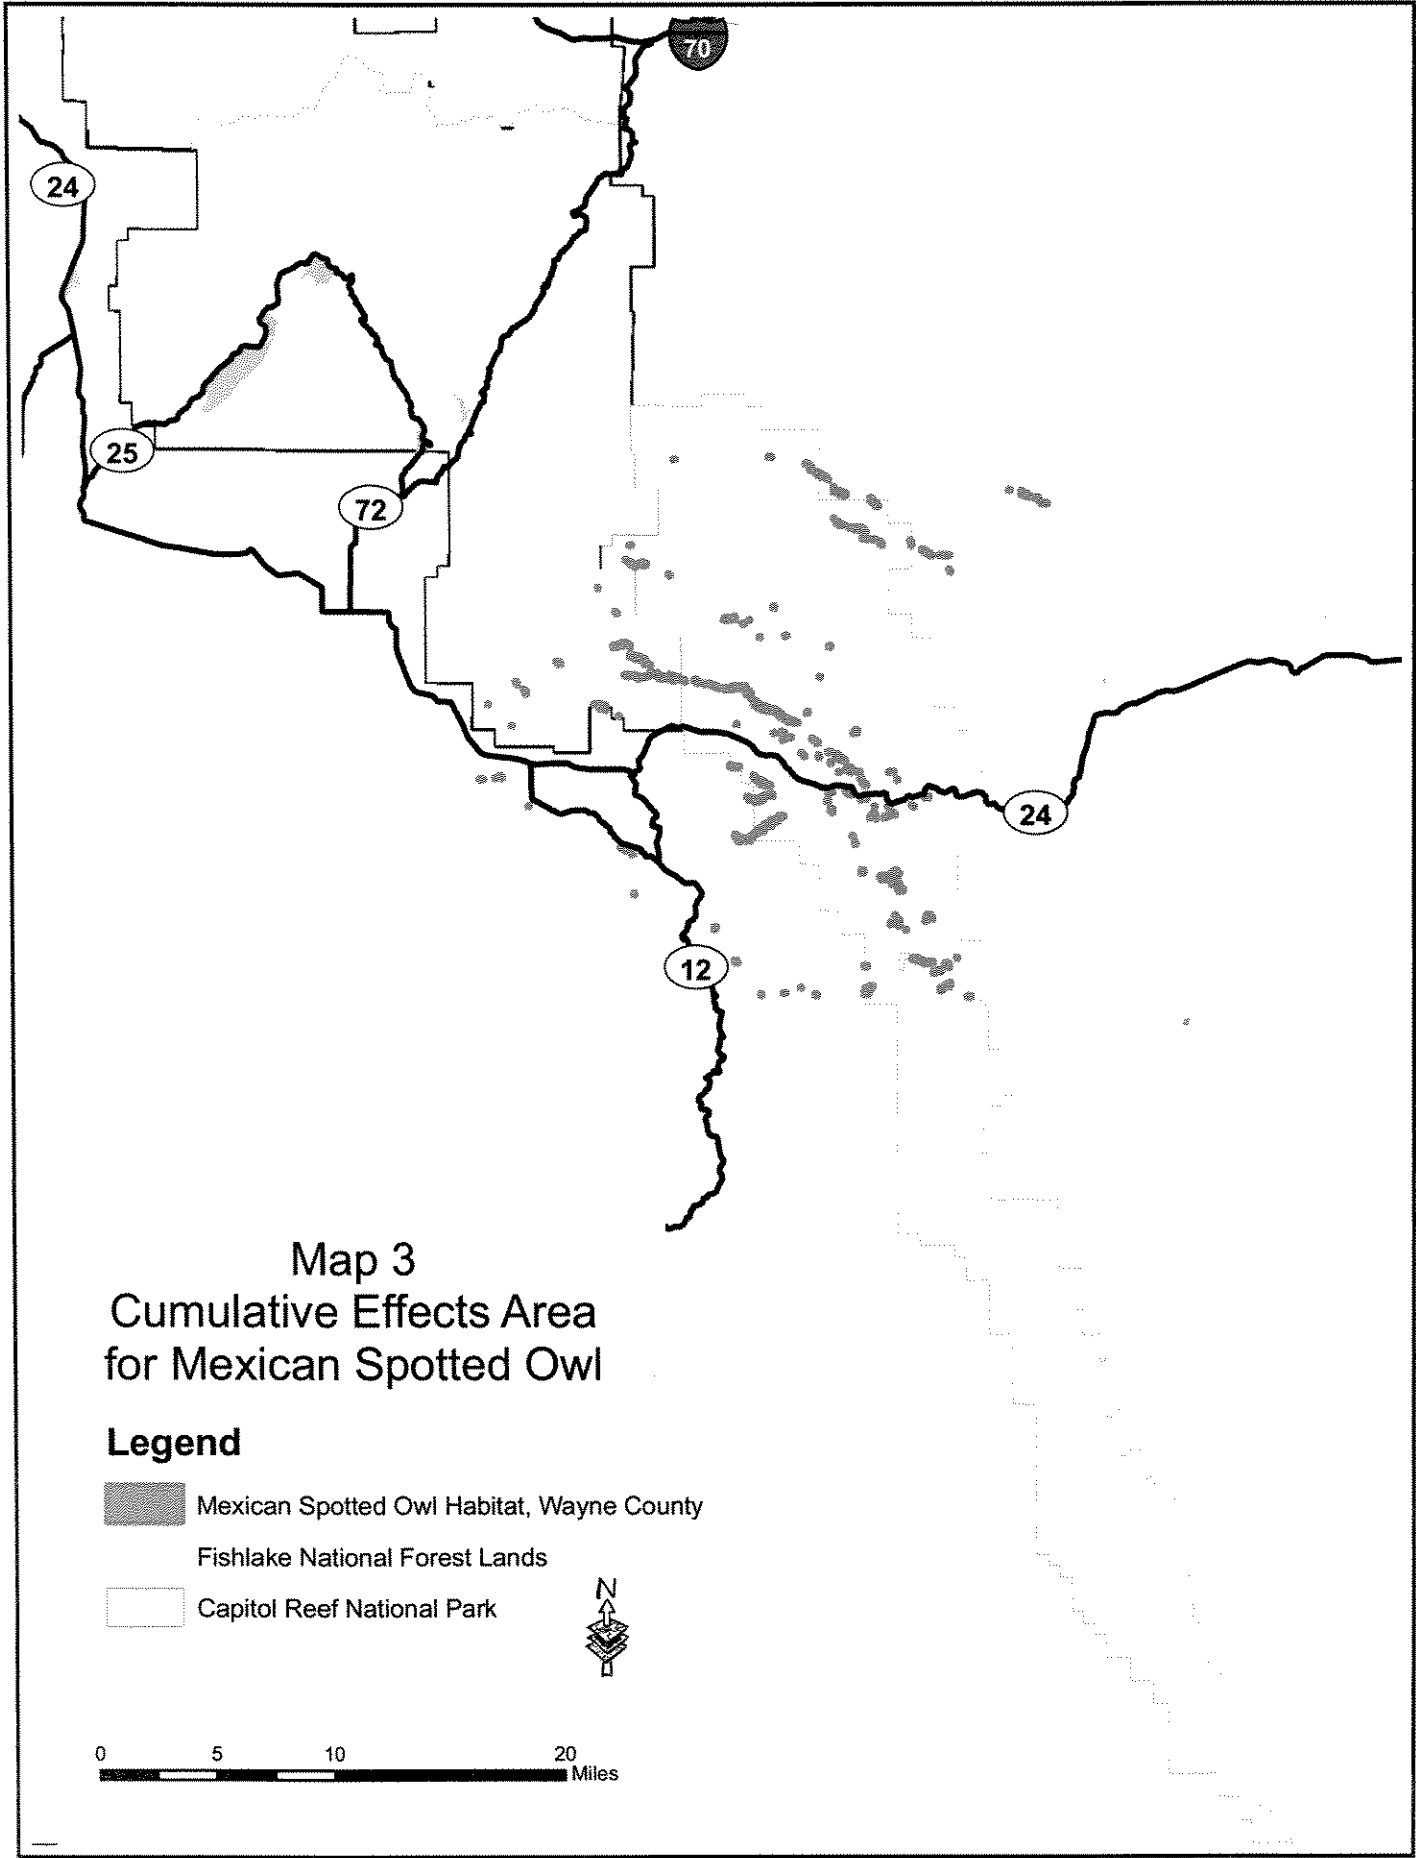 70
24
25
72
24
12
Map 3
Cumulative Effects Area
for Mexican Spotted Owl
Legend
Mexican Spotted Owl Habitat, Wayne County
Fishlake National Forest Lands
Capitol Reef National Park
N
0 5 10 20
Miles